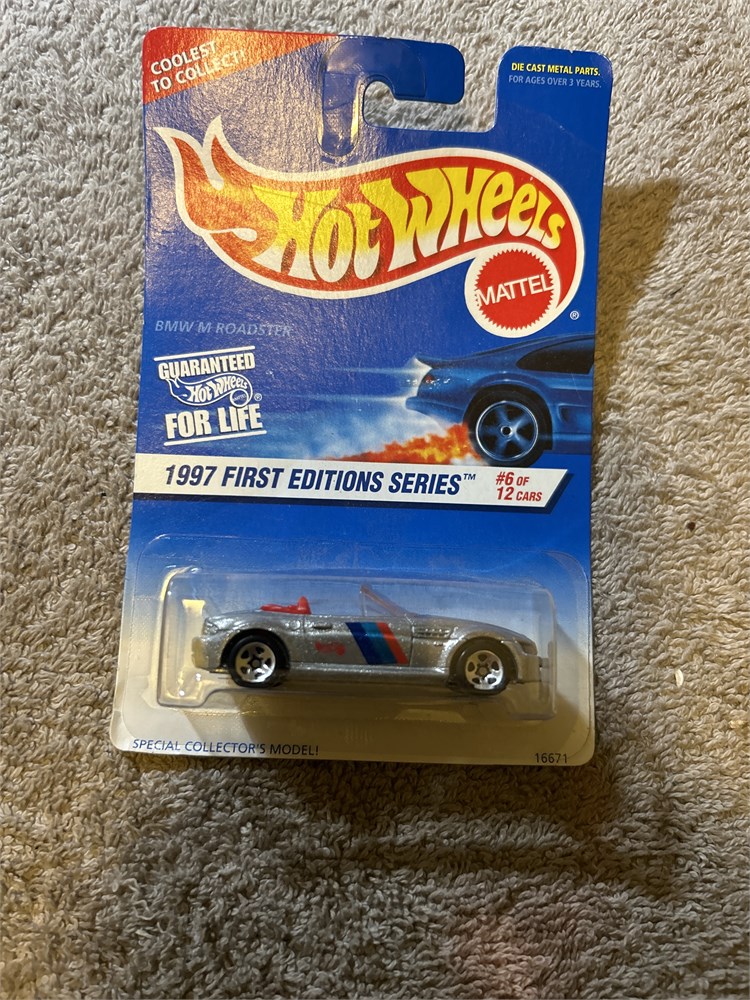 COOLEST
TO COLLECT!
DIE CAST METAL PARTS.
FOR AGES OVER 3 YEARS.
HOT WHEELS
MATTEL
®
BMW M ROADSTER
GUARANTEED
HOT WHEELS ®
FOR LIFE
1997 FIRST EDITIONS SERIES™
#6 OF
12 CARS
SPECIAL COLLECTOR'S MODEL!
16671